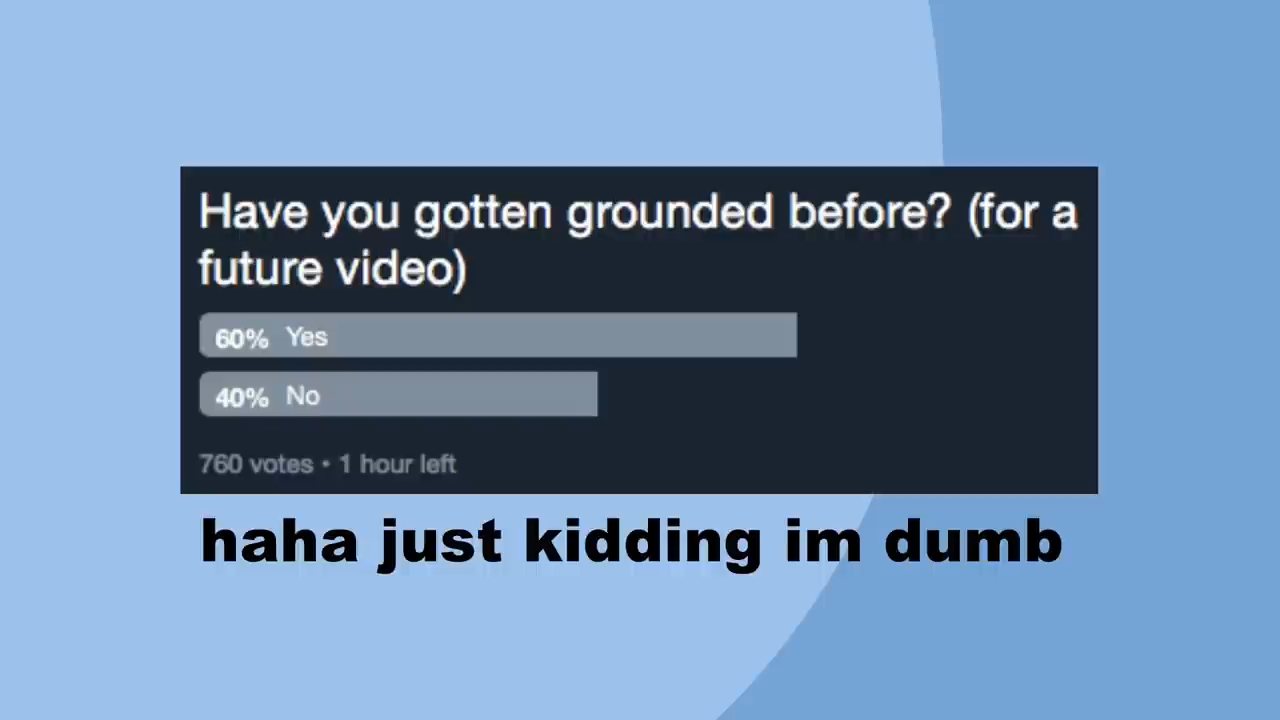 Have you gotten grounded before? (for a
future video)
60% Yes
40% No
760 votes • 1 hour left
haha just kidding im dumb